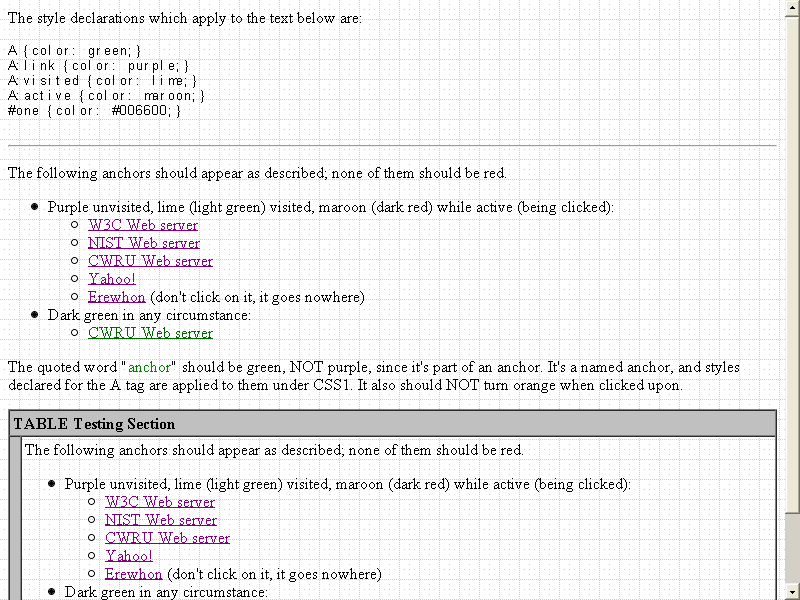 The style declarations which apply to the text below are:
A {color: green;}
A:link {color: purple;}
A:visited {color: lime;}
A:active {color: maroon;}
#one {color: #006600;}
The following anchors should appear as described; none of them should be red.
Purple unvisited, lime (light green) visited, maroon (dark red) while active (being clicked):
W3C Web server
NIST Web server
CWRU Web server
Yahoo!
Erewhon (don't click on it, it goes nowhere)
Dark green in any circumstance:
CWRU Web server
The quoted word "anchor" should be green, NOT purple, since it's part of an anchor. It's a named anchor, and styles
declared for the A tag are applied to them under CSS1. It also should NOT turn orange when clicked upon.
TABLE Testing Section
The following anchors should appear as described; none of them should be red.
Purple unvisited, lime (light green) visited, maroon (dark red) while active (being clicked):
W3C Web server
NIST Web server
CWRU Web server
Yahoo!
Erewhon (don't click on it, it goes nowhere)
Dark green in any circumstance: